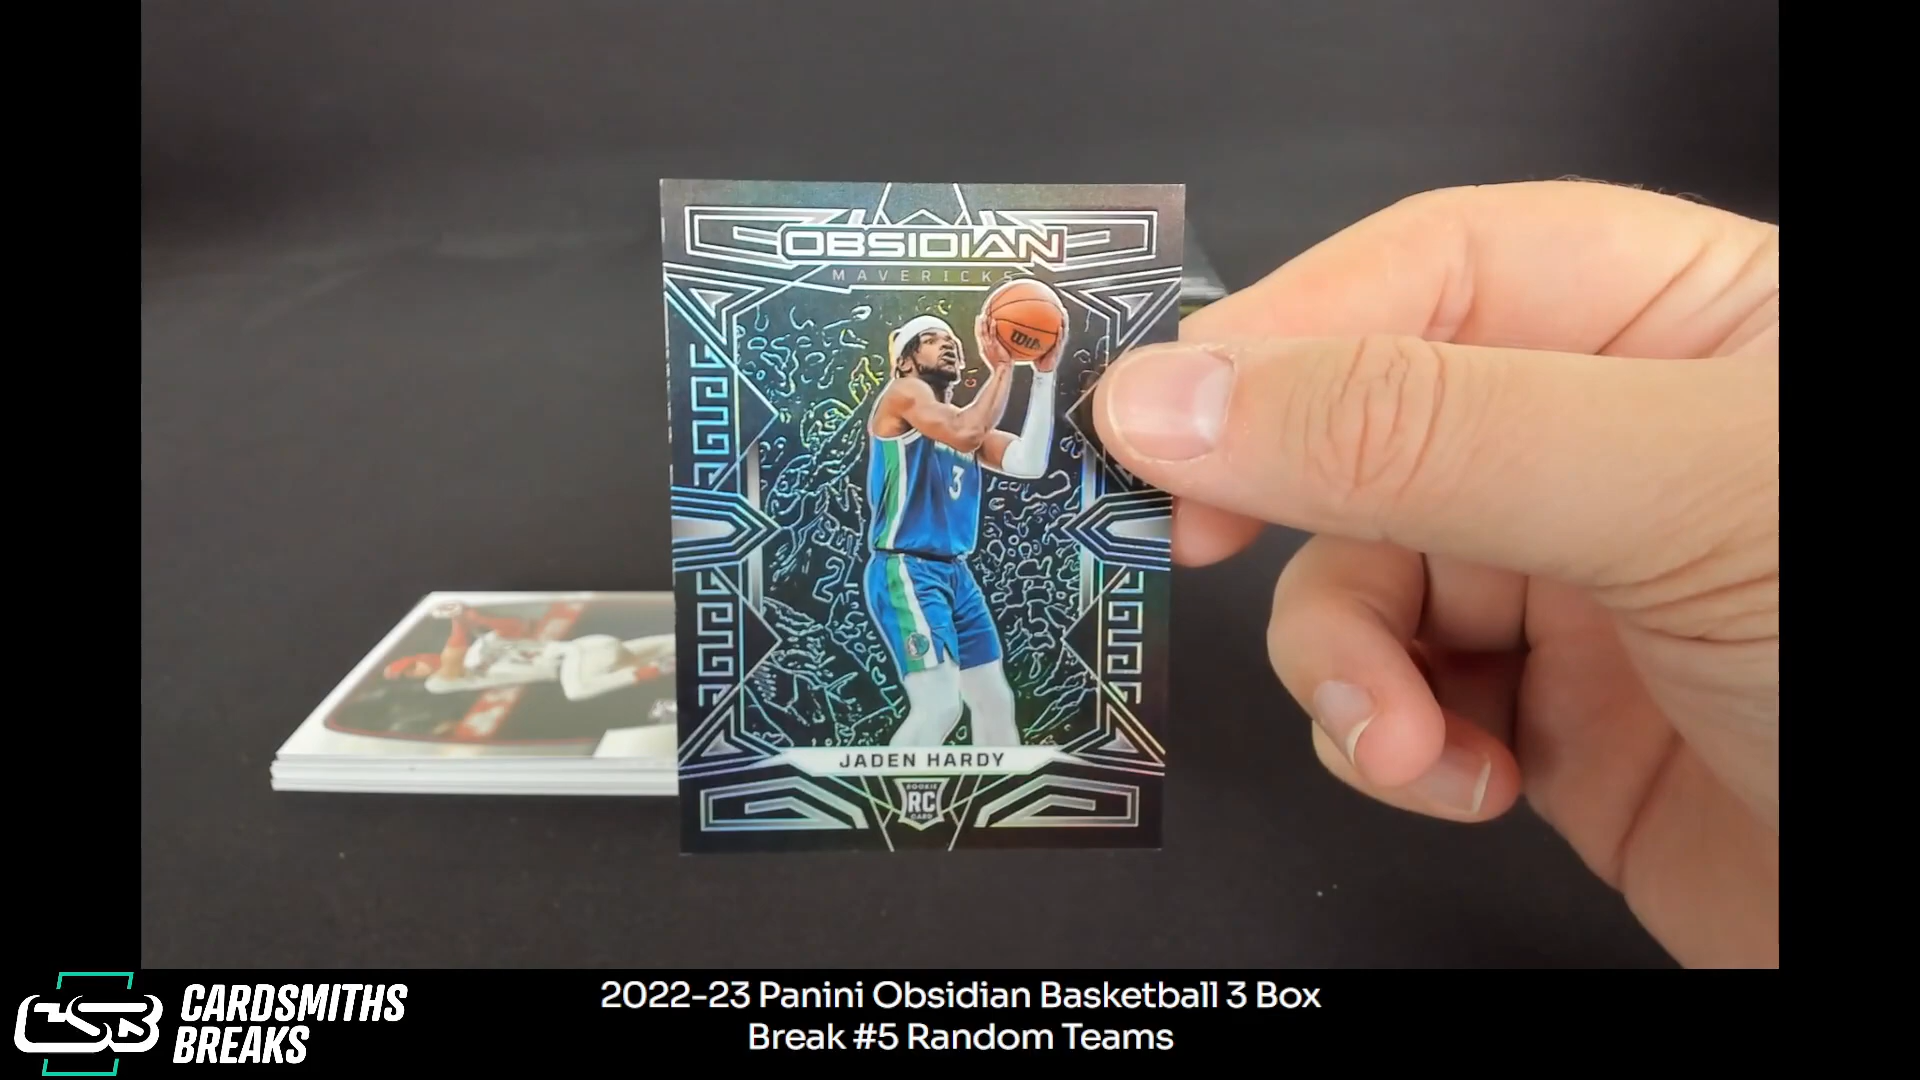 OBSIDIAN
MAVERICKS
3
JADEN HARDY
ROOKIE
RC
CARD
CSB
CARDSMITHS
BREAKS
2022-23 Panini Obsidian Basketball 3 Box
Break #5 Random Teams